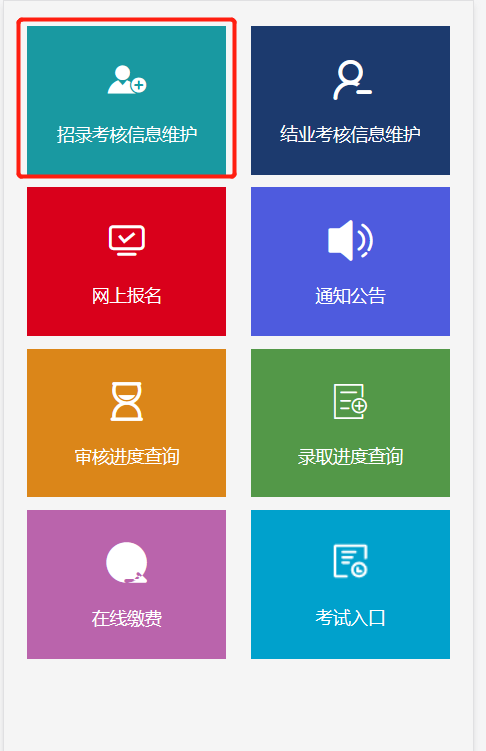 招录考核信息维护
结业考核信息维护
网上报名
通知公告
审核进度查询
录取进度查询
在线缴费
考试入口